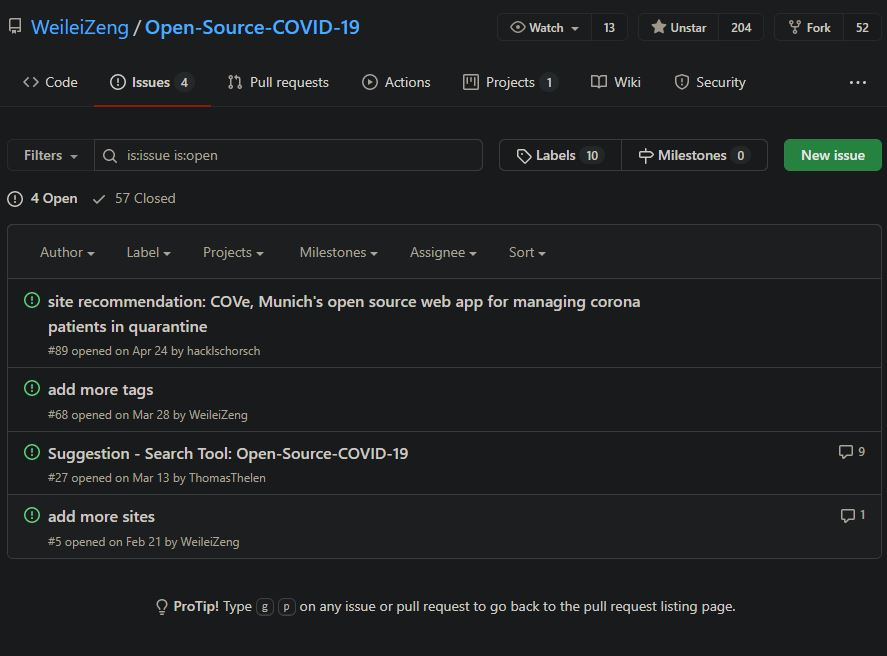 WeileiZeng / Open-Source-COVID-19 Watch 13 Unstar 204 Fork 52
Code Issues 4 Pull requests Actions Projects 1 Wiki Security ...
Filters is:issue is:open Labels 10 Milestones 0 New issue
4 Open 57 Closed
Author Label Projects Milestones Assignee Sort
site recommendation: COVe, Munich's open source web app for managing corona
patients in quarantine
#89 opened on Apr 24 by hacklschorsch
add more tags
#68 opened on Mar 28 by WeileiZeng
Suggestion - Search Tool: Open-Source-COVID-19 9
#27 opened on Mar 13 by ThomasThelen
add more sites 1
#5 opened on Feb 21 by WeileiZeng
ProTip! Type g p on any issue or pull request to go back to the pull request listing page.